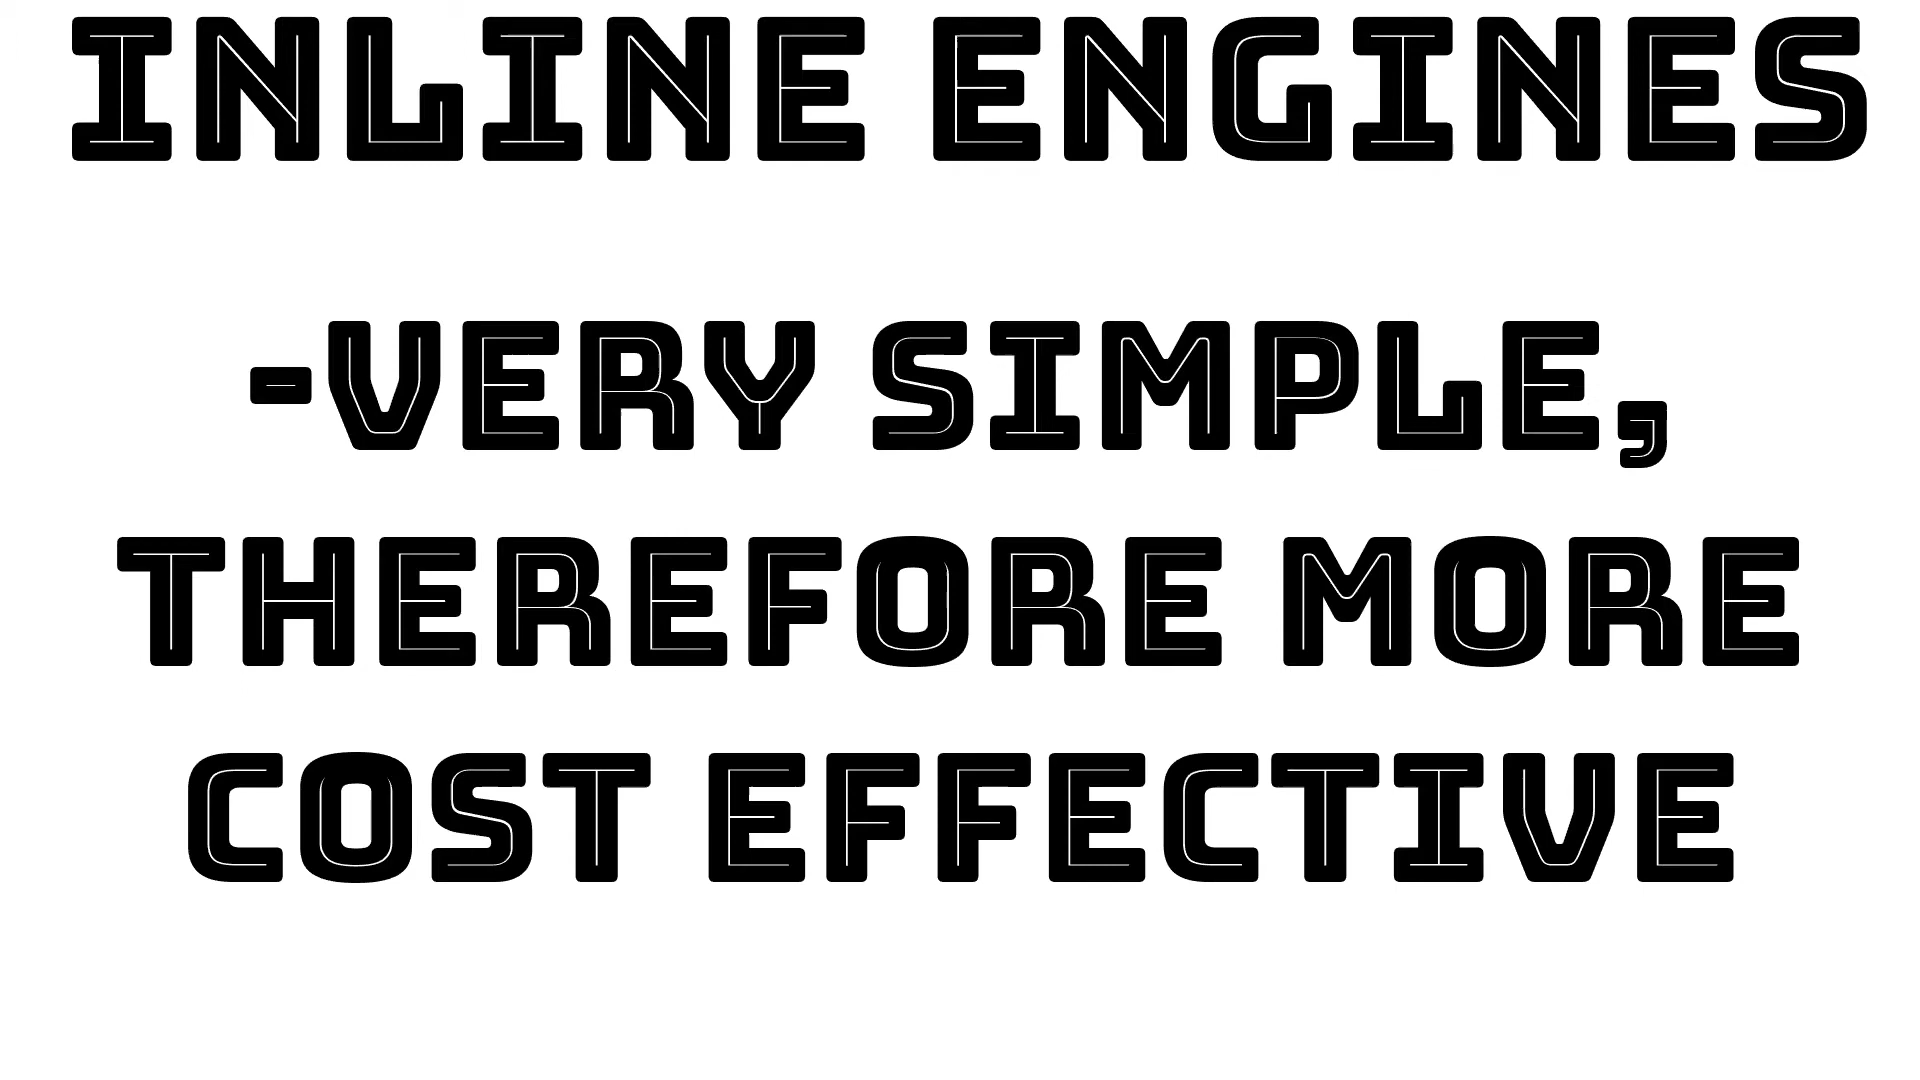 INLINE ENGINES
-VERY SIMPLE,
THEREFORE MORE
COST EFFECTIVE